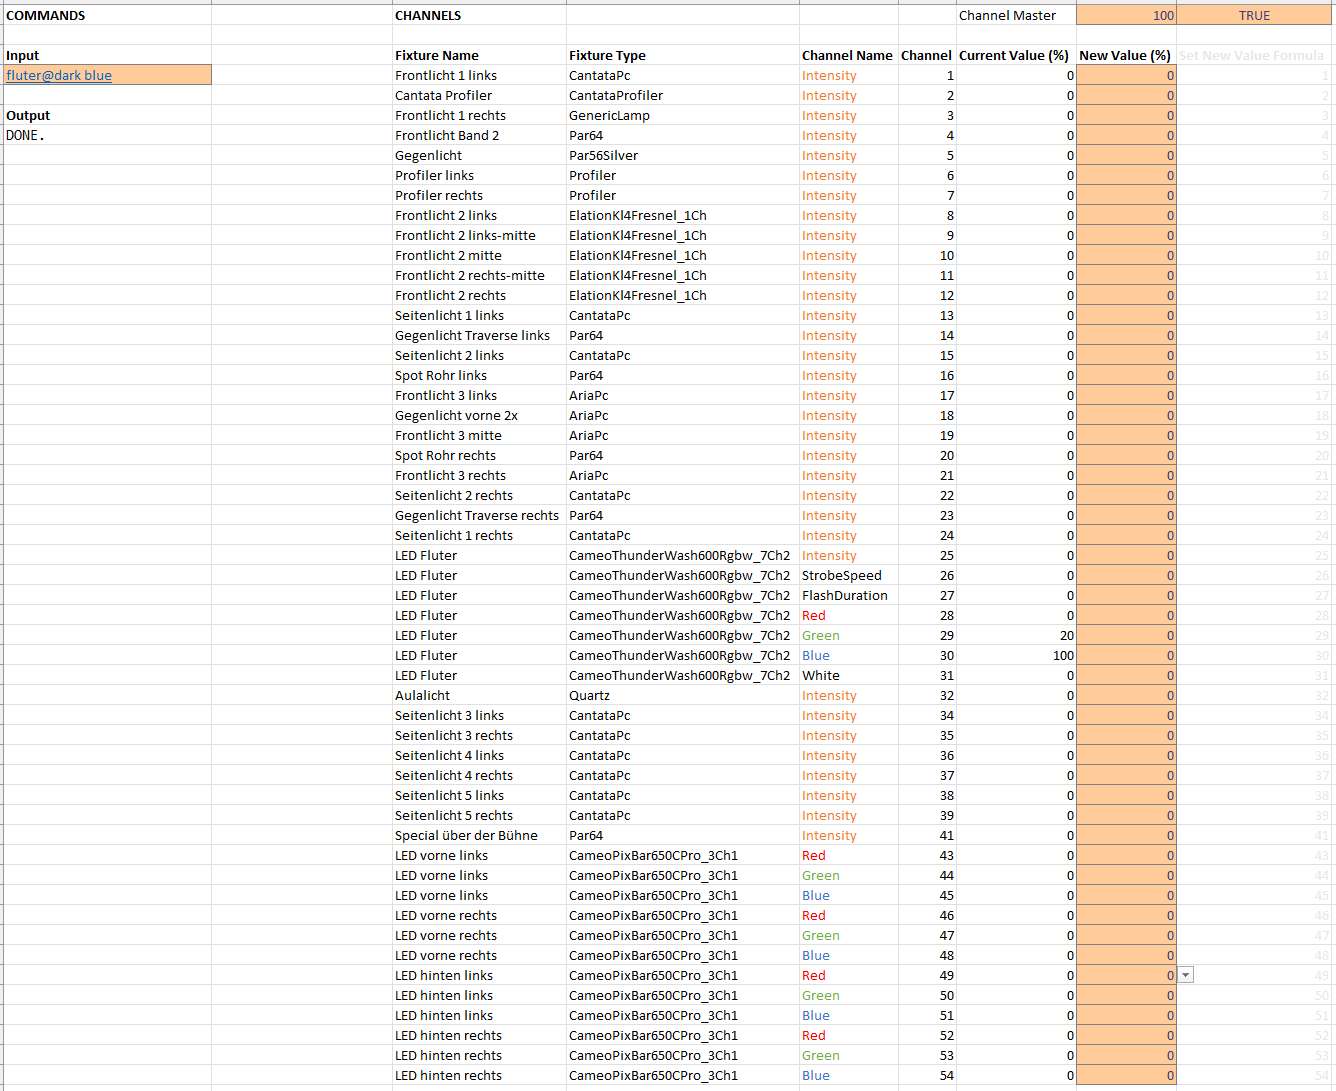 COMMANDS CHANNELS Channel Master 100 TRUE
Input Fixture Name Fixture Type Channel Name Channel Current Value (%) New Value (%) Set New Value Formula
fluter@dark blue Frontlicht 1 links CantataPc Intensity 1 0 0 1
Cantata Profiler CantataProfiler Intensity 2 0 0 2
Output Frontlicht 1 rechts GenericLamp Intensity 3 0 0 3
DONE. Frontlicht Band 2 Par64 Intensity 4 0 0 4
Gegenlicht Par56Silver Intensity 5 0 0 5
Profiler links Profiler Intensity 6 0 0 6
Profiler rechts Profiler Intensity 7 0 0 7
Frontlicht 2 links ElationKl4Fresnel_1Ch Intensity 8 0 0 8
Frontlicht 2 links-mitte ElationKl4Fresnel_1Ch Intensity 9 0 0 9
Frontlicht 2 mitte ElationKl4Fresnel_1Ch Intensity 10 0 0 10
Frontlicht 2 rechts-mitte ElationKl4Fresnel_1Ch Intensity 11 0 0 11
Frontlicht 2 rechts ElationKl4Fresnel_1Ch Intensity 12 0 0 12
Seitenlicht 1 links CantataPc Intensity 13 0 0 13
Gegenlicht Traverse links Par64 Intensity 14 0 0 14
Seitenlicht 2 links CantataPc Intensity 15 0 0 15
Spot Rohr links Par64 Intensity 16 0 0 16
Frontlicht 3 links AriaPc Intensity 17 0 0 17
Gegenlicht vorne 2x AriaPc Intensity 18 0 0 18
Frontlicht 3 mitte AriaPc Intensity 19 0 0 19
Spot Rohr rechts Par64 Intensity 20 0 0 20
Frontlicht 3 rechts AriaPc Intensity 21 0 0 21
Seitenlicht 2 rechts CantataPc Intensity 22 0 0 22
Gegenlicht Traverse rechts Par64 Intensity 23 0 0 23
Seitenlicht 1 rechts CantataPc Intensity 24 0 0 24
LED Fluter CameoThunderWash600Rgbw_7Ch2 Intensity 25 0 0 25
LED Fluter CameoThunderWash600Rgbw_7Ch2 StrobeSpeed 26 0 0 26
LED Fluter CameoThunderWash600Rgbw_7Ch2 FlashDuration 27 0 0 27
LED Fluter CameoThunderWash600Rgbw_7Ch2 Red 28 0 0 28
LED Fluter CameoThunderWash600Rgbw_7Ch2 Green 29 20 0 29
LED Fluter CameoThunderWash600Rgbw_7Ch2 Blue 30 100 0 30
LED Fluter CameoThunderWash600Rgbw_7Ch2 White 31 0 0 31
Aulalicht Quartz Intensity 32 0 0 32
Seitenlicht 3 links CantataPc Intensity 34 0 0 34
Seitenlicht 3 rechts CantataPc Intensity 35 0 0 35
Seitenlicht 4 links CantataPc Intensity 36 0 0 36
Seitenlicht 4 rechts CantataPc Intensity 37 0 0 37
Seitenlicht 5 links CantataPc Intensity 38 0 0 38
Seitenlicht 5 rechts CantataPc Intensity 39 0 0 39
Special über der Bühne Par64 Intensity 41 0 0 41
LED vorne links CameoPixBar650CPro_3Ch1 Red 43 0 0 43
LED vorne links CameoPixBar650CPro_3Ch1 Green 44 0 0 44
LED vorne links CameoPixBar650CPro_3Ch1 Blue 45 0 0 45
LED vorne rechts CameoPixBar650CPro_3Ch1 Red 46 0 0 46
LED vorne rechts CameoPixBar650CPro_3Ch1 Green 47 0 0 47
LED vorne rechts CameoPixBar650CPro_3Ch1 Blue 48 0 0 48
LED hinten links CameoPixBar650CPro_3Ch1 Red 49 0 0 49
LED hinten links CameoPixBar650CPro_3Ch1 Green 50 0 0 50
LED hinten links CameoPixBar650CPro_3Ch1 Blue 51 0 0 51
LED hinten rechts CameoPixBar650CPro_3Ch1 Red 52 0 0 52
LED hinten rechts CameoPixBar650CPro_3Ch1 Green 53 0 0 53
LED hinten rechts CameoPixBar650CPro_3Ch1 Blue 54 0 0 54